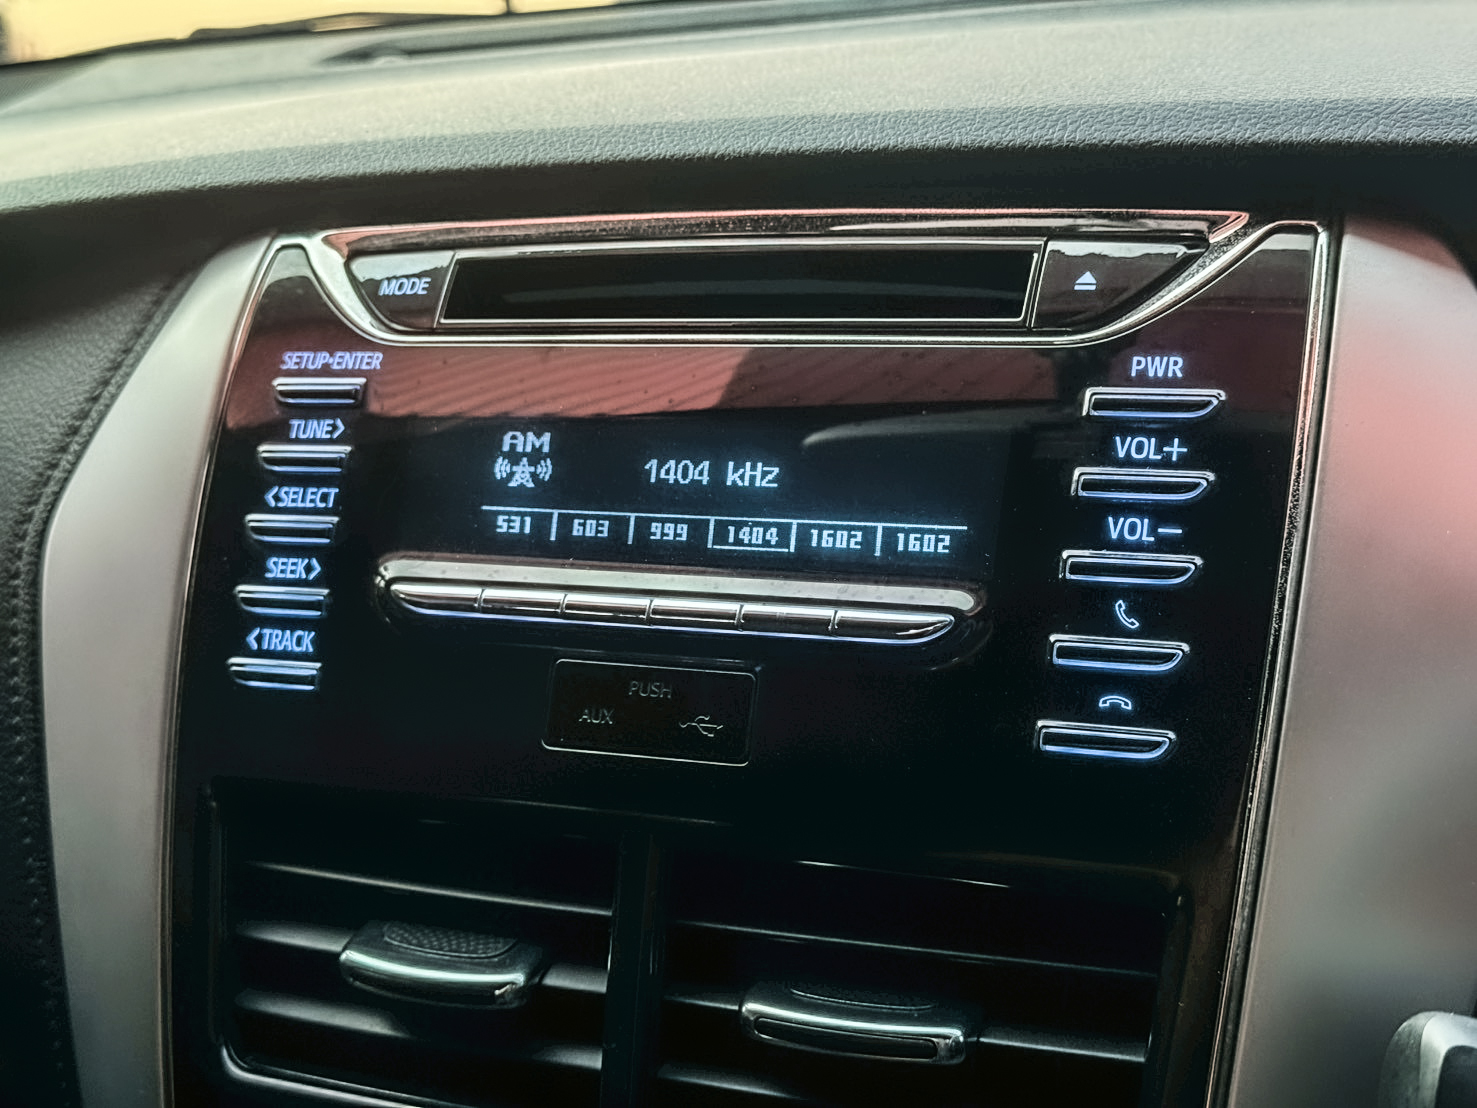 MODE
SETUP•ENTER
TUNE>
<SELECT
SEEK>
<TRACK
AM
1404 kHz
531 603 999 1404 1602 1602
PUSH
AUX
PWR
VOL+
VOL−